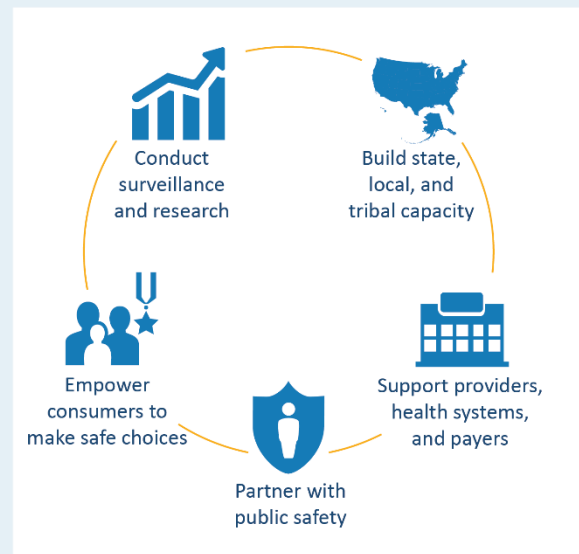 Conduct
surveillance
and research
Build state,
local, and
tribal capacity
Support providers,
health systems,
and payers
Partner with
public safety
Empower
consumers to
make safe choices